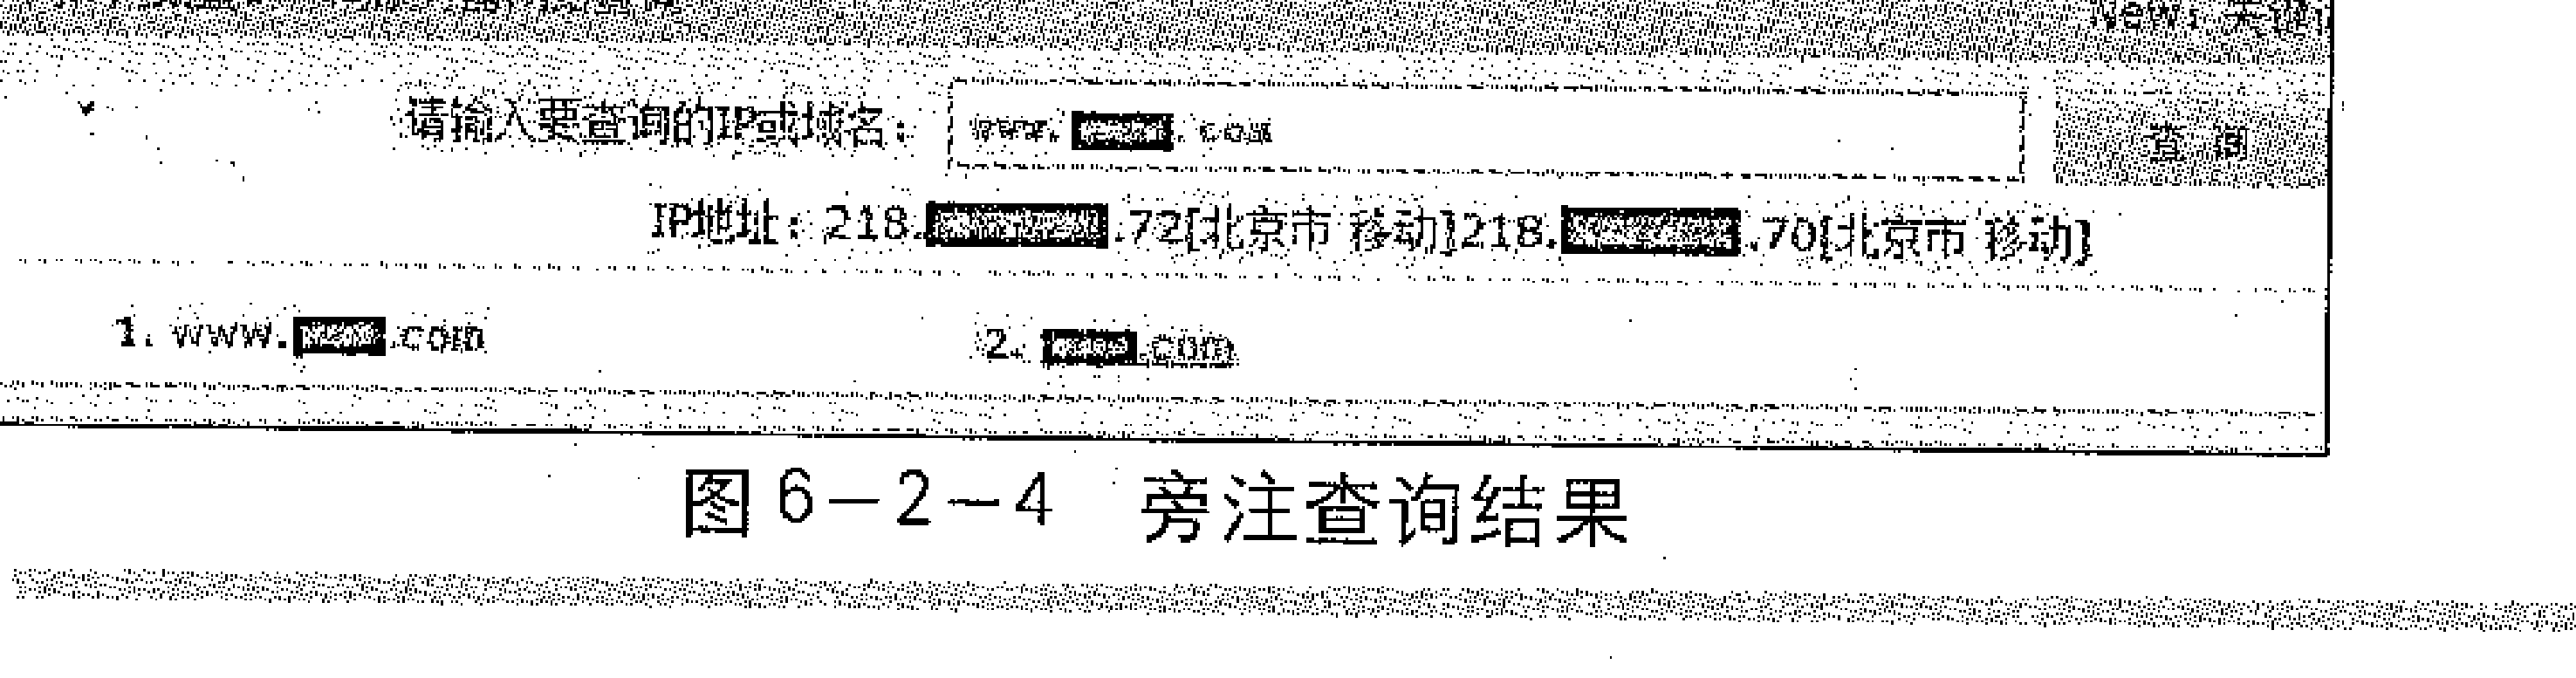 New:
请输入要查询的IP或域名： www. .com 查 询
IP地址：218. .72[北京市 移动]218. .70[北京市 移动]
1. www. .com 2. .com
图6－2－4 旁注查询结果